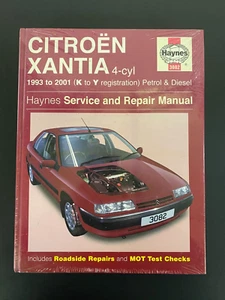 CITROËN
XANTIA 4-cyl
Haynes
3082
1993 to 2001 (K to Y registration) Petrol & Diesel
Haynes Service and Repair Manual
3082
Includes Roadside Repairs and MOT Test Checks